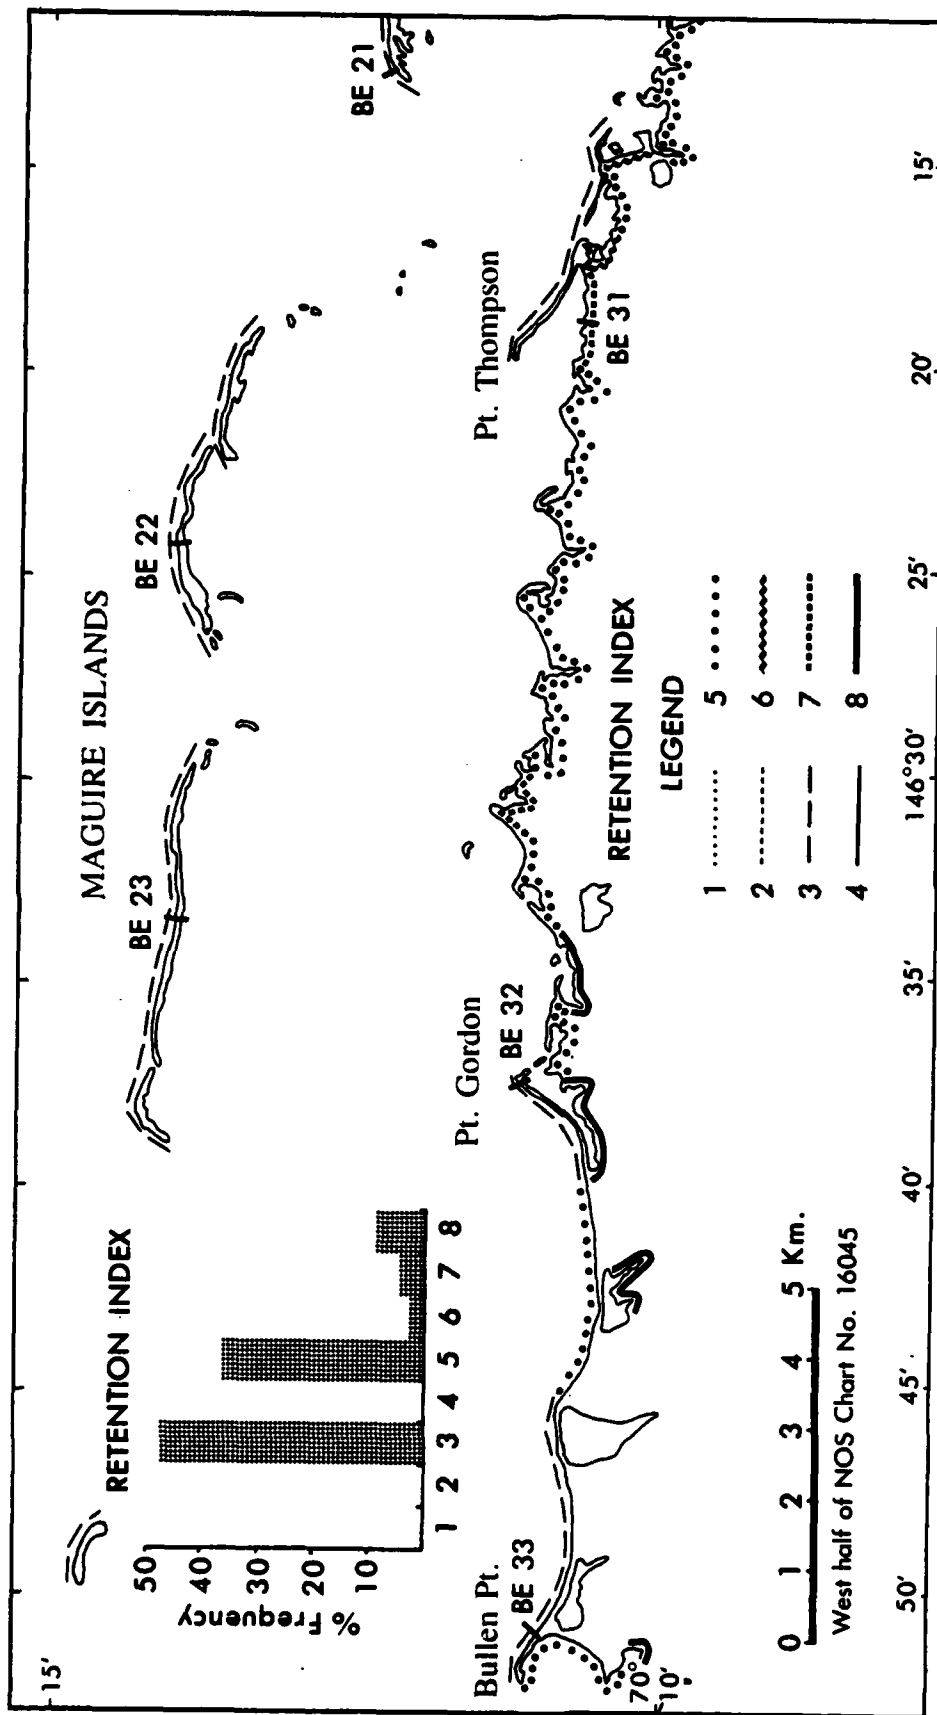 15'
RETENTION INDEX
% Frequency
50
40
30
20
10
1 2 3 4 5 6 7 8
MAGUIRE ISLANDS
BE 23
BE 22
BE 21
Bullen Pt.
BE 33
Pt. Gordon
BE 32
Pt. Thompson
BE 31
70°
10'
0 1 2 3 4 5 Km.
West half of NOS Chart No. 16045
RETENTION INDEX
LEGEND
1 5
2 6
3 7
4 8
50' 45' 40' 35' 146°30' 25' 20' 15'